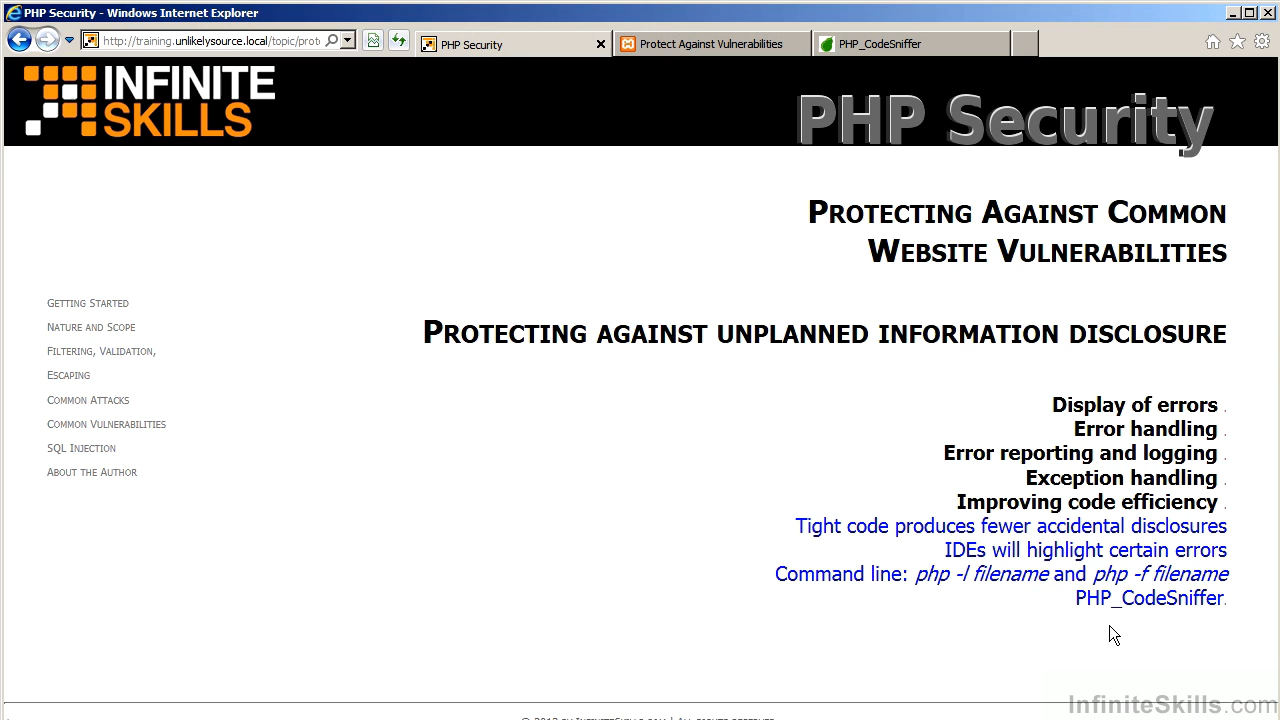 PHP Security - Windows Internet Explorer
http://training.unlikelysource.local/topic/prot
PHP Security
Protect Against Vulnerabilities
PHP_CodeSniffer
INFINITE
SKILLS
PHP Security
PROTECTING AGAINST COMMON
WEBSITE VULNERABILITIES
GETTING STARTED
NATURE AND SCOPE
FILTERING, VALIDATION,
ESCAPING
COMMON ATTACKS
COMMON VULNERABILITIES
SQL INJECTION
ABOUT THE AUTHOR
PROTECTING AGAINST UNPLANNED INFORMATION DISCLOSURE
Display of errors .
Error handling .
Error reporting and logging .
Exception handling .
Improving code efficiency .
Tight code produces fewer accidental disclosures
IDEs will highlight certain errors
Command line: php -l filename and php -f filename
PHP_CodeSniffer.
InfiniteSkills.com